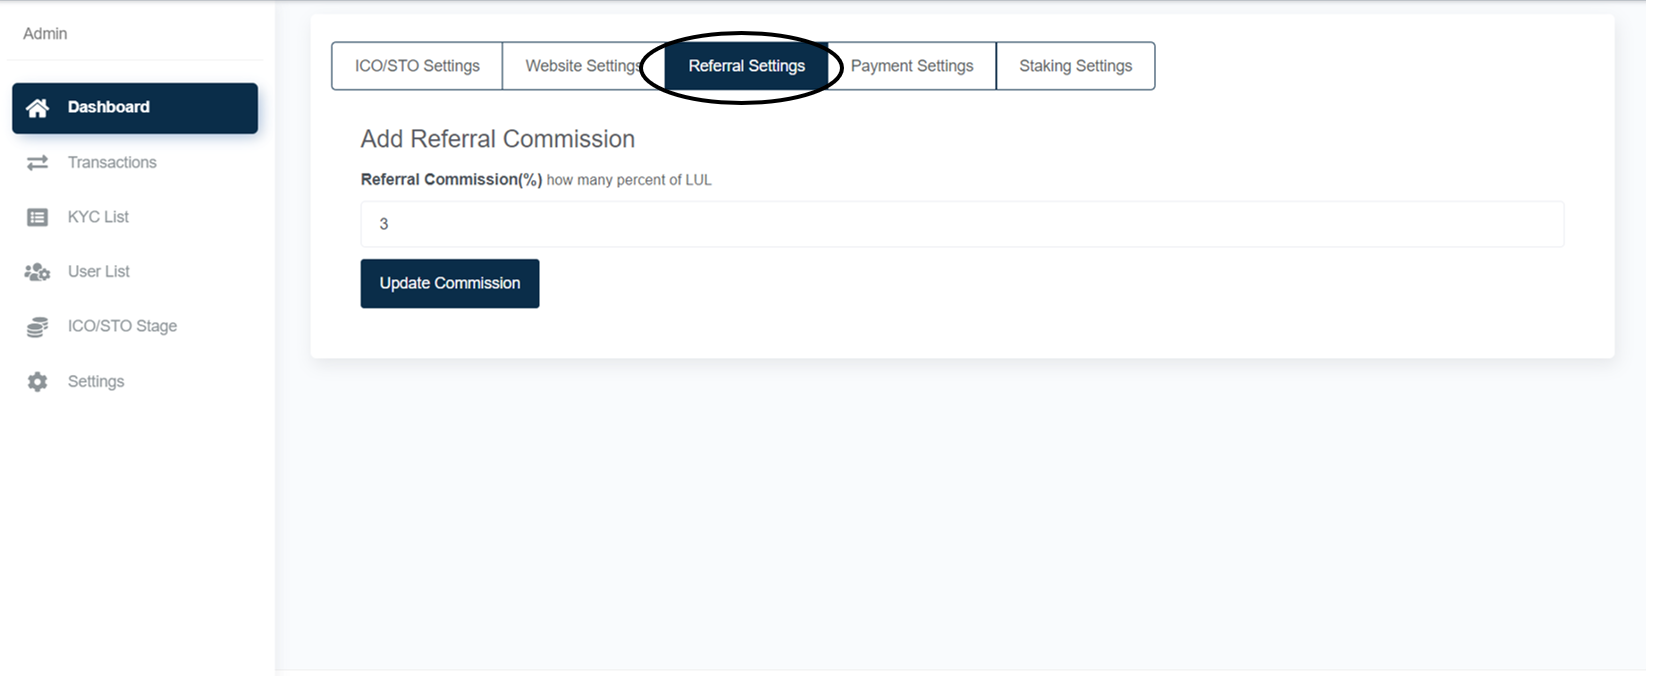 Admin
Dashboard
Transactions
KYC List
User List
ICO/STO Stage
Settings
ICO/STO Settings
Website Settings
Referral Settings
Payment Settings
Staking Settings
Add Referral Commission
Referral Commission(%) how many percent of LUL
3
Update Commission